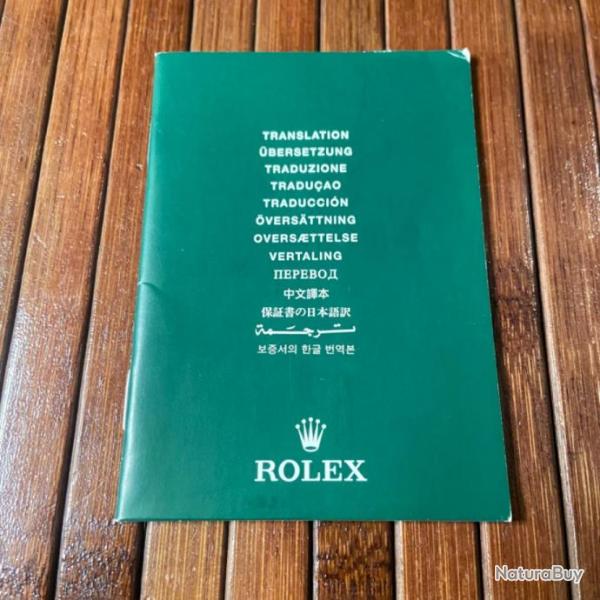 TRANSLATION
ÜBERSETZUNG
TRADUZIONE
TRADUÇAO
TRADUCCIÓN
ÖVERSÄTTNING
OVERSÆTTELSE
VERTALING
ПЕРЕВОД
中文譯本
保証書の日本語訳
ترجمة
보증서의 한글 번역본
ROLEX
NaturaBuy